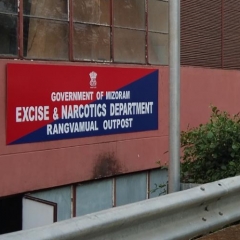 GOVERNMENT OF MIZORAM
EXCISE & NARCOTICS DEPARTMENT
RANGVAMUAL OUTPOST